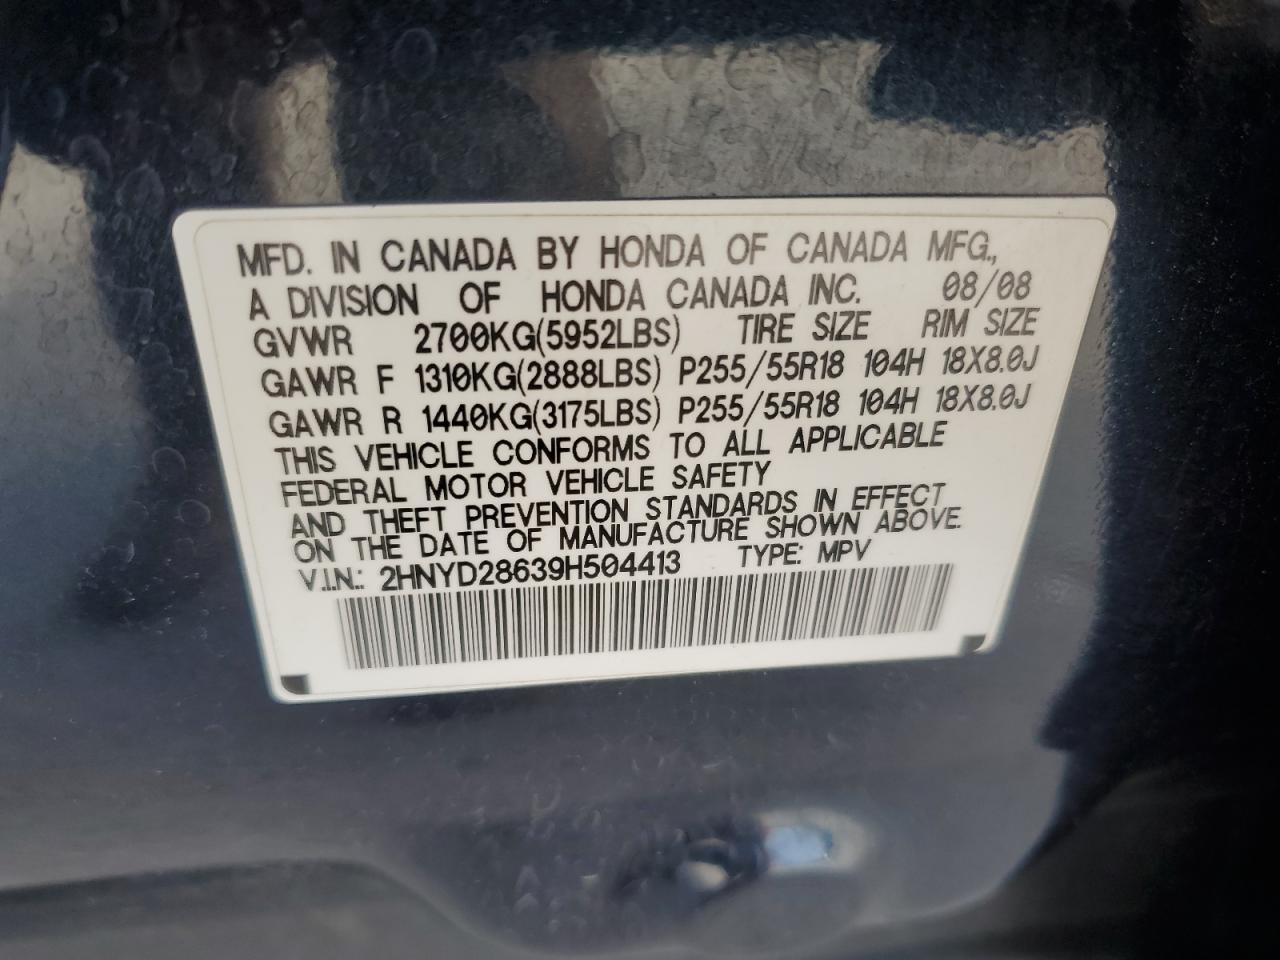 MFD. IN CANADA BY HONDA OF CANADA MFG.,
A DIVISION OF HONDA CANADA INC. 08/08
GVWR 2700KG(5952LBS) TIRE SIZE RIM SIZE
GAWR F 1310KG(2888LBS) P255/55R18 104H 18X8.0J
GAWR R 1440KG(3175LBS) P255/55R18 104H 18X8.0J
THIS VEHICLE CONFORMS TO ALL APPLICABLE
FEDERAL MOTOR VEHICLE SAFETY
AND THEFT PREVENTION STANDARDS IN EFFECT
ON THE DATE OF MANUFACTURE SHOWN ABOVE.
V.I.N.: 2HNYD28639H504413 TYPE: MPV